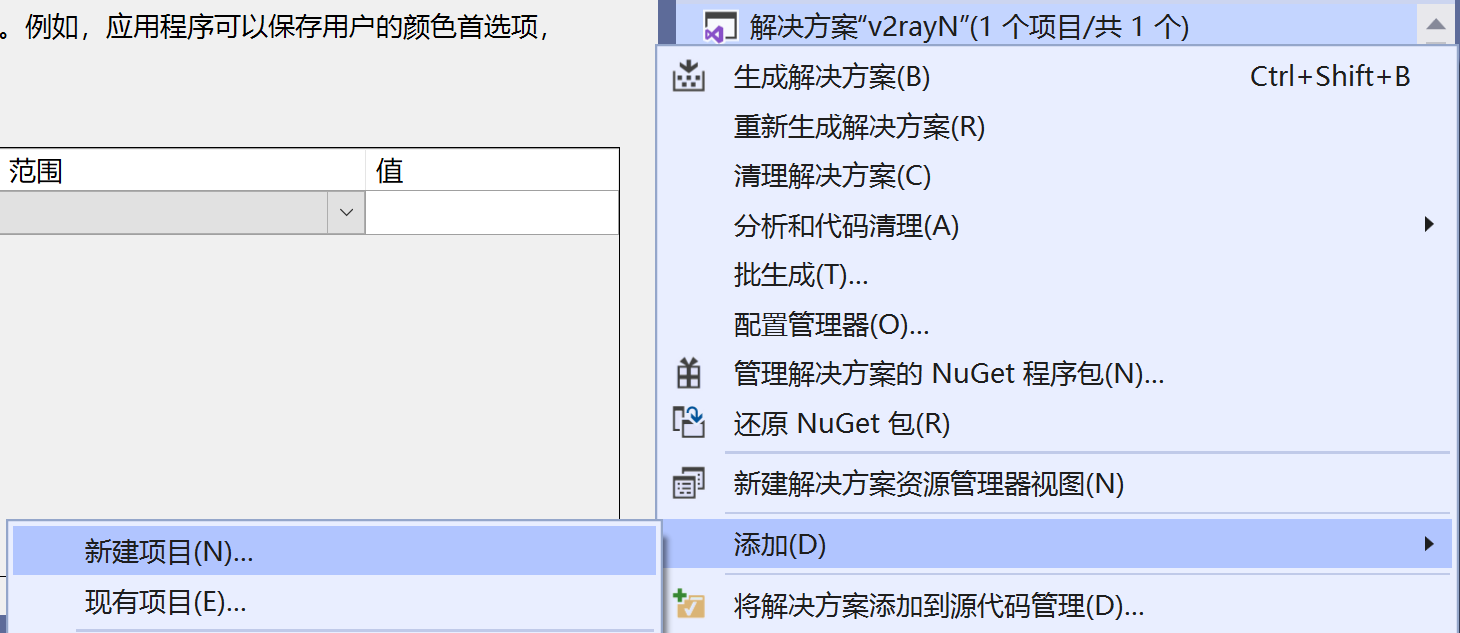 。例如，应用程序可以保存用户的颜色首选项，
范围
值
解决方案“v2rayN”(1 个项目/共 1 个)
生成解决方案(B) Ctrl+Shift+B
重新生成解决方案(R)
清理解决方案(C)
分析和代码清理(A)
批生成(T)...
配置管理器(O)...
管理解决方案的 NuGet 程序包(N)...
还原 NuGet 包(R)
新建解决方案资源管理器视图(N)
添加(D)
新建项目(N)...
现有项目(E)...
将解决方案添加到源代码管理(D)...